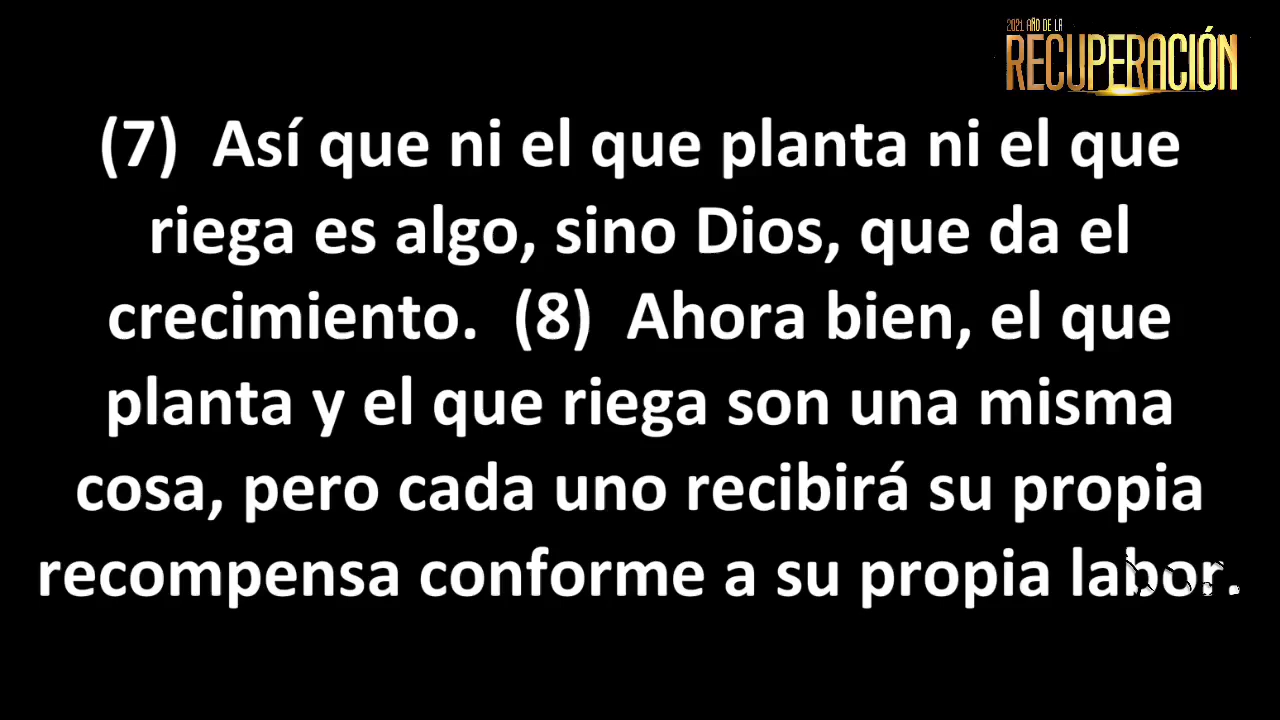 2021 AÑO DE LA
RECUPERACIÓN
(7) Así que ni el que planta ni el que
riega es algo, sino Dios, que da el
crecimiento. (8) Ahora bien, el que
planta y el que riega son una misma
cosa, pero cada uno recibirá su propia
recompensa conforme a su propia labor.